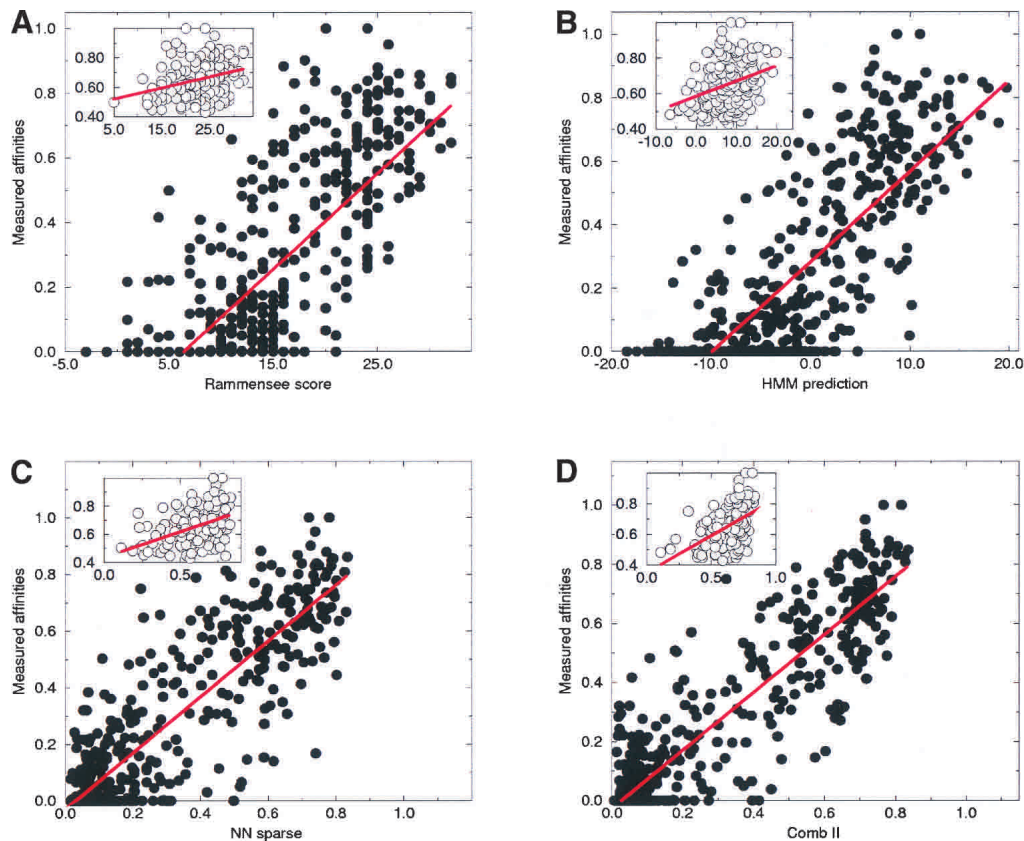 A
Measured affinities
1.0
0.8
0.6
0.4
0.2
0.0
-5.0 5.0 15.0 25.0
Rammensee score
0.80
0.60
0.40
5.0 15.0 25.0
B
Measured affinities
1.0
0.8
0.6
0.4
0.2
0.0
-20.0 -10.0 0.0 10.0 20.0
HMM prediction
0.80
0.60
0.40
-10.0 0.0 10.0 20.0
C
Measured affinities
1.0
0.8
0.6
0.4
0.2
0.0
0.0 0.2 0.4 0.6 0.8 1.0
NN sparse
0.8
0.6
0.4
0.0 0.5
D
Measured affinities
1.0
0.8
0.6
0.4
0.2
0.0
0.0 0.2 0.4 0.6 0.8 1.0
Comb II
0.8
0.6
0.4
0.0 0.5 1.0